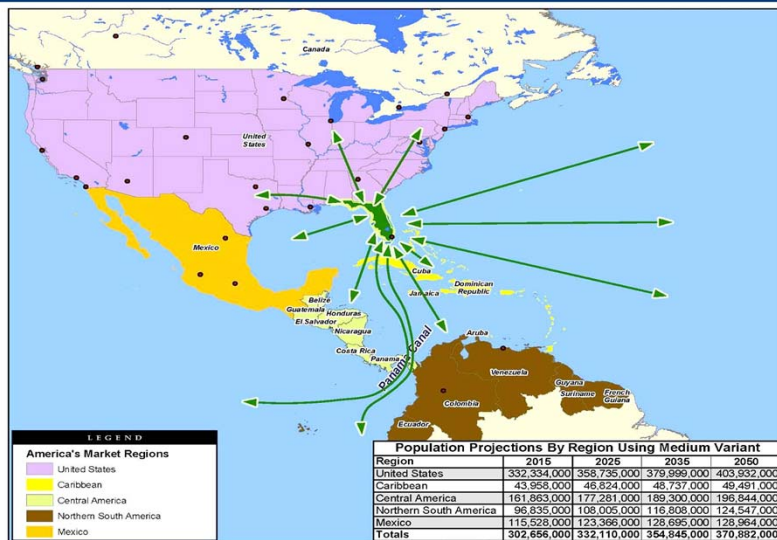 Canada
United
States
Mexico
Cuba
Jamaica
Dominican
Republic
Belize
Guatemala
Honduras
El Salvador
Nicaragua
Costa Rica
Panama
Panama Canal
Aruba
Venezuela
Colombia
Ecuador
Guyana
Suriname
French
Guiana
LEGEND
America's Market Regions
United States
Caribbean
Central America
Northern South America
Mexico
Population Projections By Region Using Medium Variant
Region 2015 2025 2035 2050
United States 332,334,000 358,735,000 379,999,000 403,932,000
Caribbean 43,958,000 46,824,000 48,737,000 49,491,000
Central America 161,863,000 177,281,000 189,300,000 196,844,000
Northern South America 96,835,000 108,005,000 116,808,000 124,547,000
Mexico 115,528,000 123,366,000 128,695,000 128,964,000
Totals 302,656,000 332,110,000 354,845,000 370,882,000